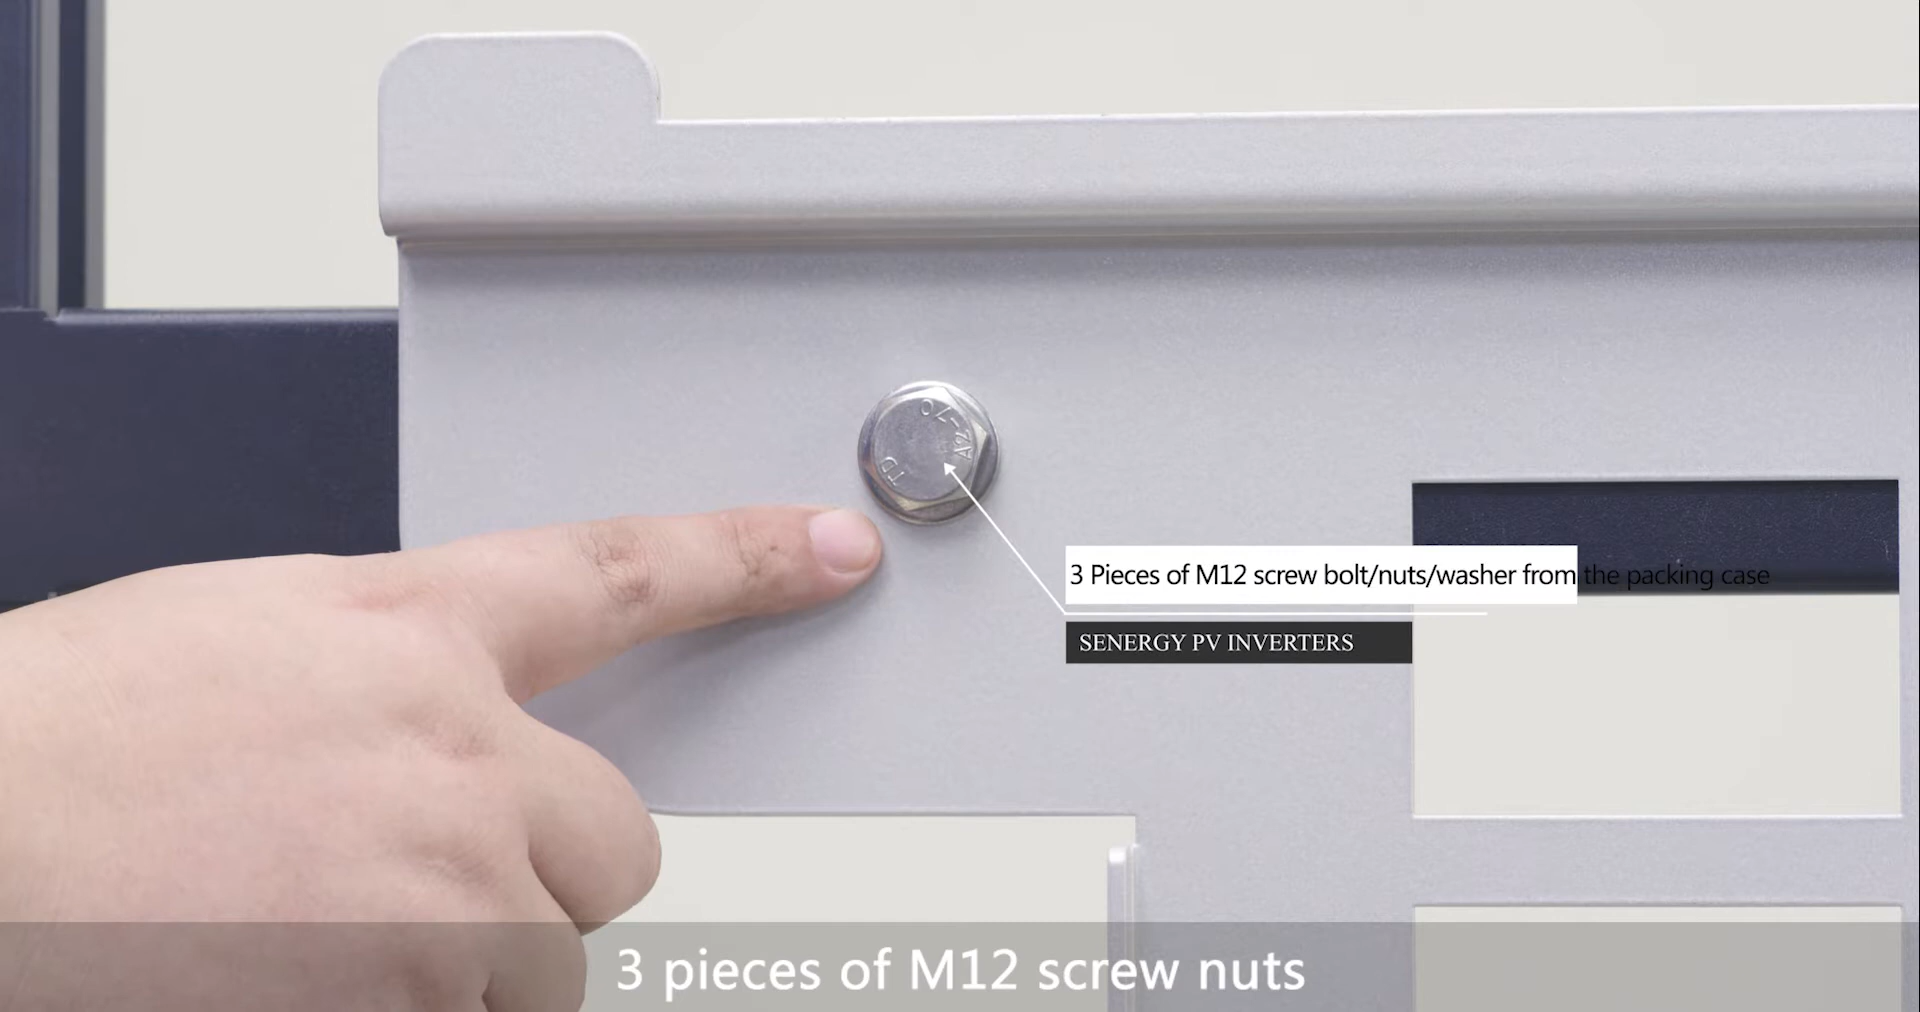 A2-70
TD
3 Pieces of M12 screw bolt/nuts/washer from the packing case
SENERGY PV INVERTERS
3 pieces of M12 screw nuts